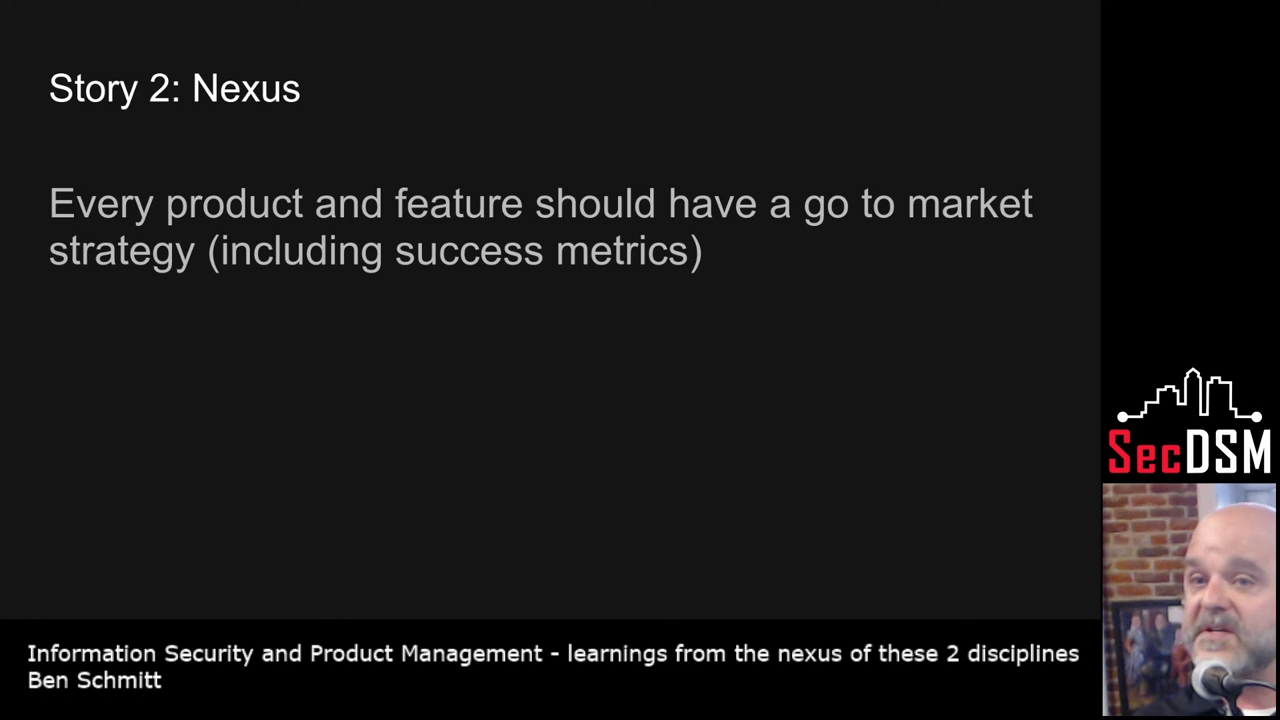 Story 2: Nexus
Every product and feature should have a go to market
strategy (including success metrics)
SecDSM
Information Security and Product Management - learnings from the nexus of these 2 disciplines
Ben Schmitt